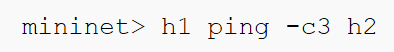 mininet> h1 ping -c3 h2